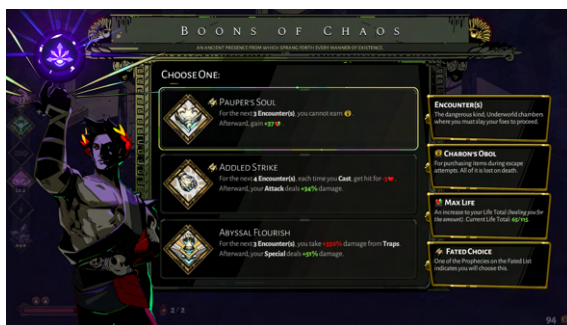 BOONS OF CHAOS
AN ANCIENT PRESENCE FROM WHICH SPRANG FORTH EVERY MANNER OF EXISTENCE.
CHOOSE ONE:
PAUPER'S SOUL
For the next 3 Encounter(s), you cannot earn
Afterward, gain +37
ADDLED STRIKE
For the next 4 Encounter(s), each time you Cast, get hit for
Afterward, your Attack deals +34% damage.
ABYSSAL FLOURISH
For the next 3 Encounter(s), you take damage from Traps.
Afterward, your Special deals +51% damage.
ENCOUNTER(S)
The dangerous kind, Underworld chambers
where you must slay your foes to proceed.
CHARON'S OBOL
For purchasing items during escape
attempts. All of it is lost on death.
MAX LIFE
An increase to your Life Total (healing you for
the amount). Current Life Total:
FATED CHOICE
One of the Prophecies on the Fated List
indicates you will choose this.
2/2
94